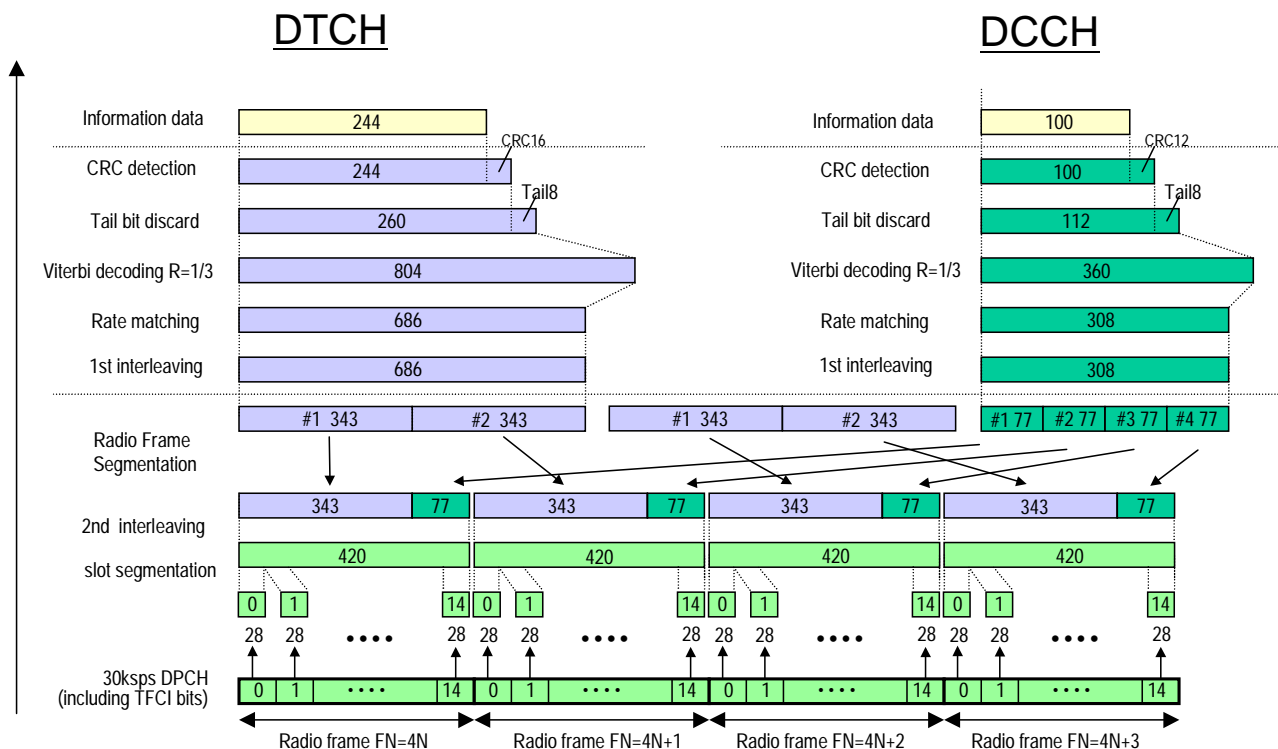 DTCH DCCH
Information data 244 Information data 100
CRC16 CRC12
CRC detection 244 CRC detection 100
Tail8 Tail8
Tail bit discard 260 Tail bit discard 112
Viterbi decoding R=1/3 804 Viterbi decoding R=1/3 360
Rate matching 686 Rate matching 308
1st interleaving 686 1st interleaving 308
#1 343 #2 343 #1 343 #2 343 #1 77 #2 77 #3 77 #4 77
Radio Frame
Segmentation
343 77 343 77 343 77 343 77
2nd interleaving
420 420 420 420
slot segmentation
0 1 14 0 1 14 0 1 14 0 1 14
28 28 •••• 28 28 28 •••• 28 28 28 •••• 28 28 28 •••• 28
30ksps DPCH
(including TFCI bits)
0 1 •••• 14 0 1 •••• 14 0 1 •••• 14 0 1 •••• 14
Radio frame FN=4N Radio frame FN=4N+1 Radio frame FN=4N+2 Radio frame FN=4N+3